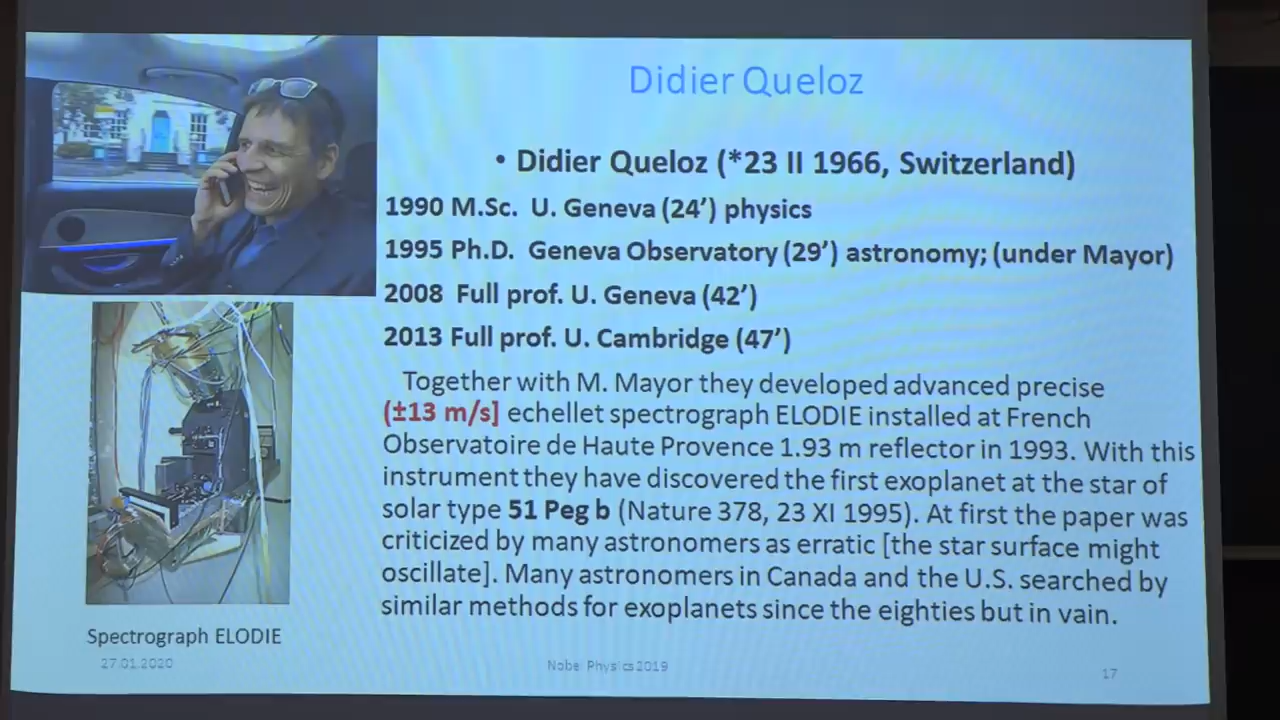 Didier Queloz
• Didier Queloz (*23 II 1966, Switzerland)
1990 M.Sc. U. Geneva (24’) physics
1995 Ph.D. Geneva Observatory (29’) astronomy; (under Mayor)
2008 Full prof. U. Geneva (42’)
2013 Full prof. U. Cambridge (47’)
Together with M. Mayor they developed advanced precise
(±13 m/s] echellet spectrograph ELODIE installed at French
Observatoire de Haute Provence 1.93 m reflector in 1993. With this
instrument they have discovered the first exoplanet at the star of
solar type 51 Peg b (Nature 378, 23 XI 1995). At first the paper was
criticized by many astronomers as erratic [the star surface might
oscillate]. Many astronomers in Canada and the U.S. searched by
similar methods for exoplanets since the eighties but in vain.
Spectrograph ELODIE
27.01.2020
Nobel Physics 2019
17